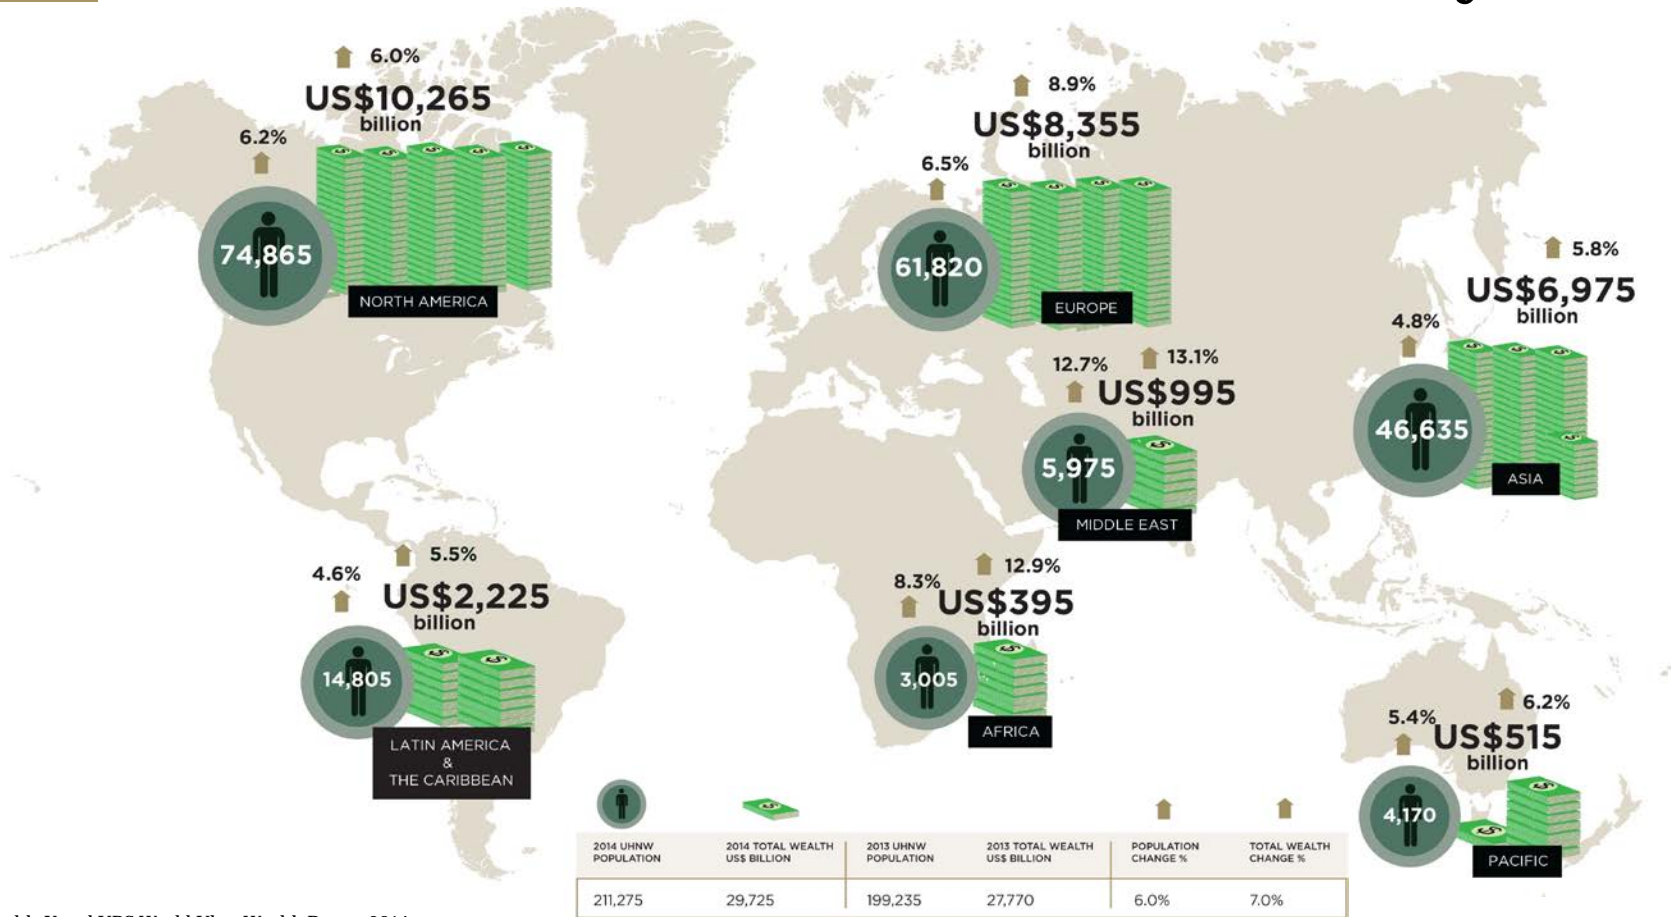 6.0%
US$10,265
billion
6.2%
74,865
NORTH AMERICA
8.9%
US$8,355
billion
6.5%
61,820
EUROPE
5.8%
US$6,975
billion
4.8%
46,635
ASIA
12.7%
13.1%
US$995
billion
5,975
MIDDLE EAST
5.5%
4.6%
US$2,225
billion
14,805
LATIN AMERICA
&
THE CARIBBEAN
12.9%
8.3%
US$395
billion
3,005
AFRICA
6.2%
5.4%
US$515
billion
4,170
PACIFIC
2014 UHNW POPULATION
2014 TOTAL WEALTH US$ BILLION
2013 UHNW POPULATION
2013 TOTAL WEALTH US$ BILLION
POPULATION CHANGE %
TOTAL WEALTH CHANGE %
211,275 29,725 199,235 27,770 6.0% 7.0%